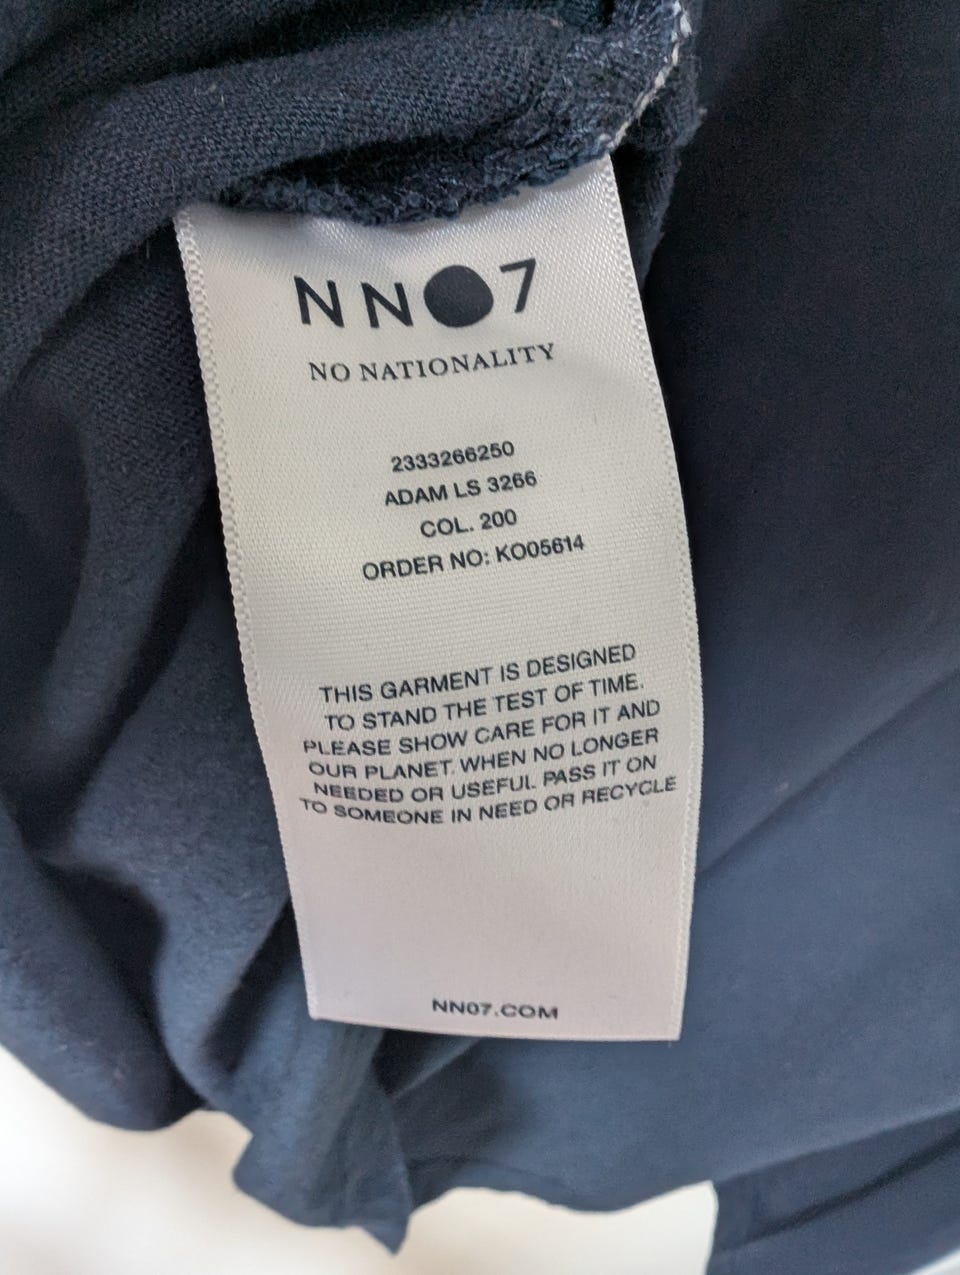 NN●7
NO NATIONALITY
2333266250
ADAM LS 3266
COL. 200
ORDER NO: KO05614
THIS GARMENT IS DESIGNED
TO STAND THE TEST OF TIME.
PLEASE SHOW CARE FOR IT AND
OUR PLANET. WHEN NO LONGER
NEEDED OR USEFUL PASS IT ON
TO SOMEONE IN NEED OR RECYCLE
NN07.COM